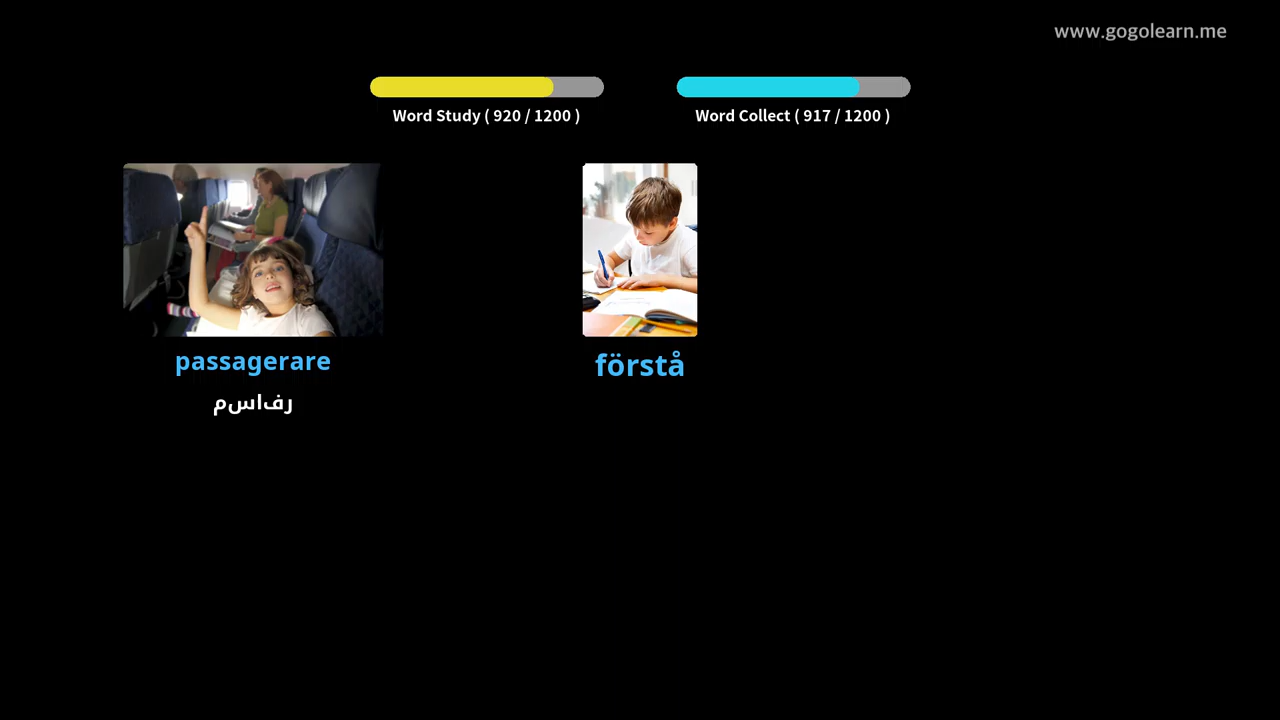 www.gogolearn.me
Word Study ( 920 / 1200 )
Word Collect ( 917 / 1200 )
passagerare
رفاسم
förstå